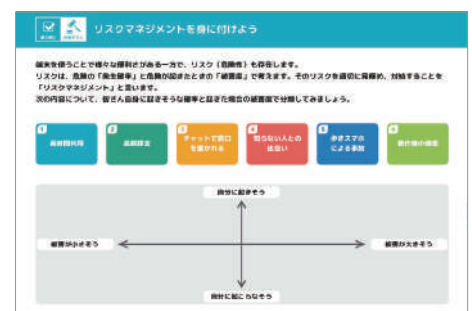 リスクマネジメントを身に付けよう
端末を使うことで様々な便利さがある一方で、リスク（危険性）も存在します。
リスクは、危険の「発生確率」と危険が起きたときの「被害度」で考えます。そのリスクを適切に見極め、対処することを
「リスクマネジメント」と言います。
次の内容について、皆さん自身に起きそうな確率と起きた場合の被害度で分類してみましょう。
1
長時間利用
2
高額課金
3
チャットで悪口
を書かれる
4
知らない人との
出会い
5
歩きスマホ
による事故
6
著作権の侵害
自分に起きそう
被害が小さそう
被害が大きそう
自分に起こらなそう